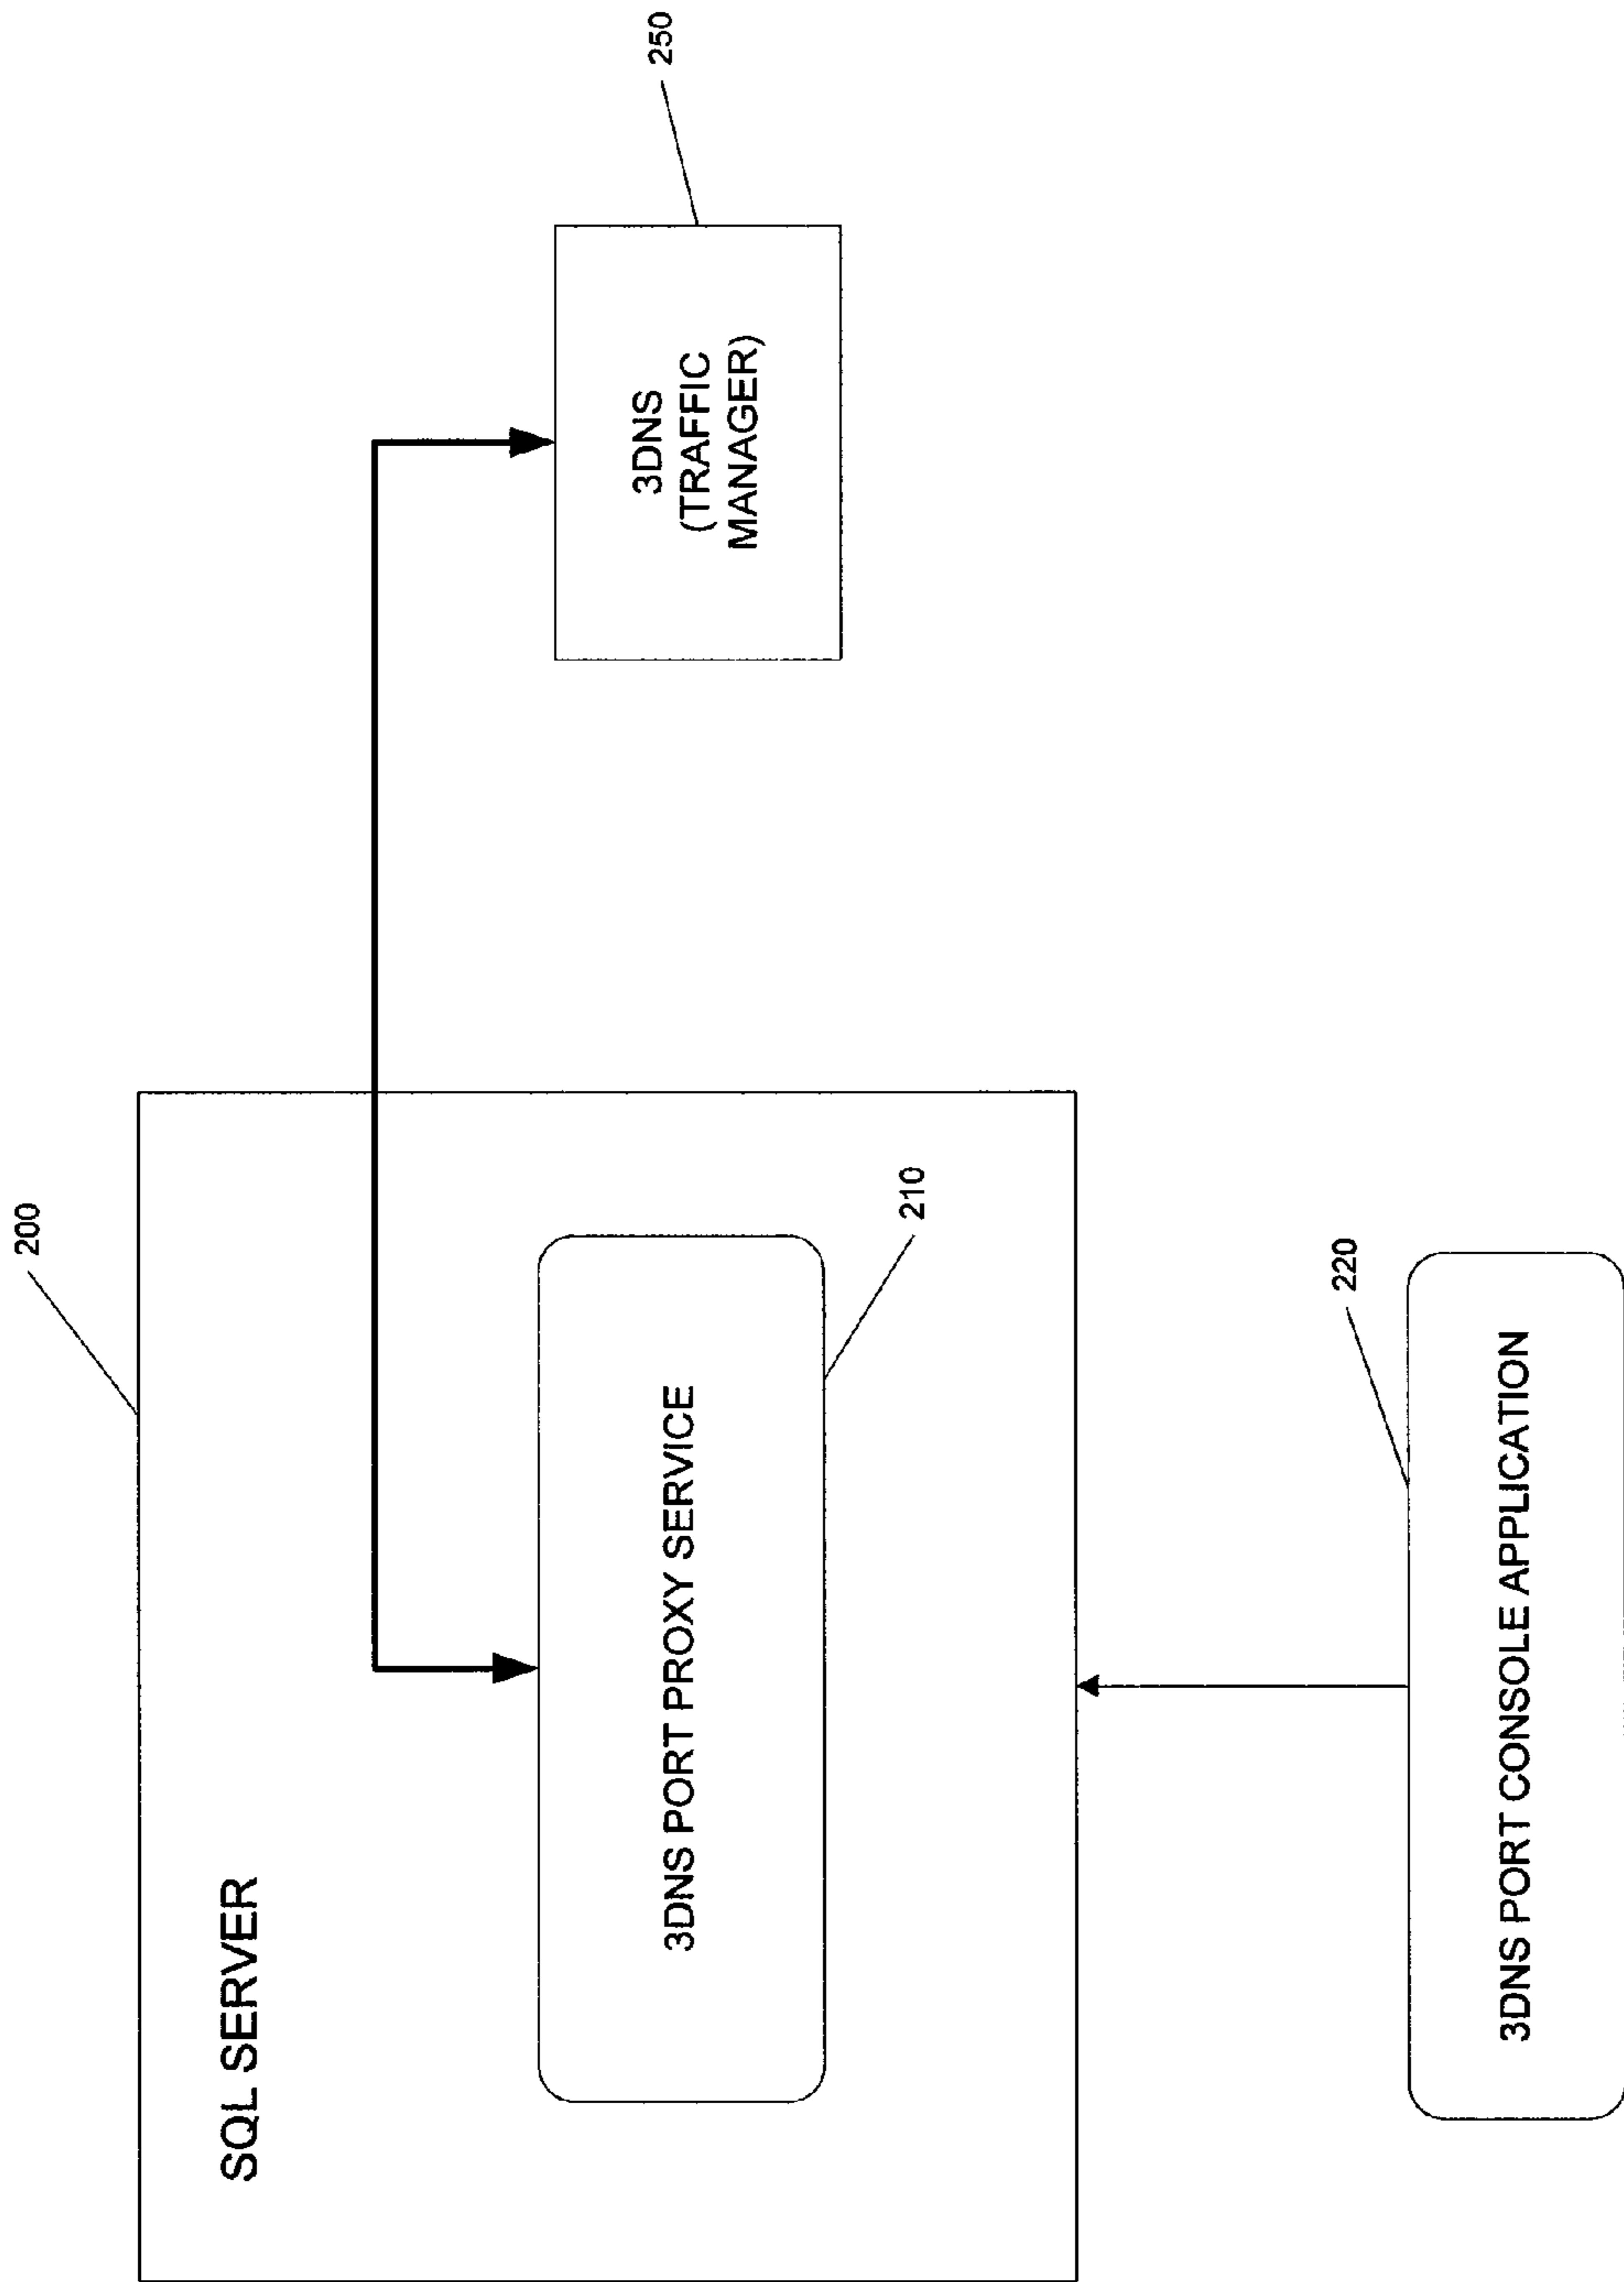 200
SQL SERVER
3DNS PORT PROXY SERVICE
210
250
3DNS
(TRAFFIC
MANAGER)
220
3DNS PORT CONSOLE APPLICATION